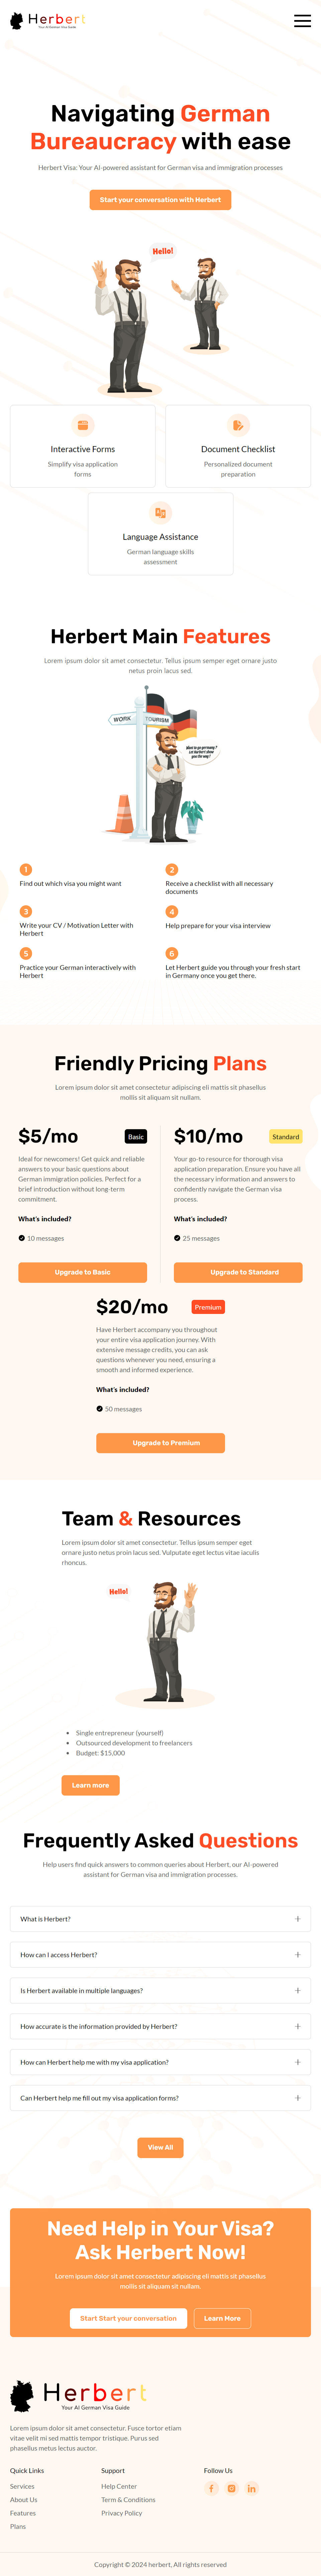 Herbert
Your AI German Visa Guide
Navigating German
Bureaucracy with ease
Herbert Visa: Your AI-powered assistant for German visa and immigration processes
Start your conversation with Herbert
Hello!
Interactive Forms
Simplify visa application
forms
Document Checklist
Personalized document
preparation
Language Assistance
German language skills
assessment
Herbert Main Features
Lorem ipsum dolor sit amet consectetur. Tellus ipsum semper eget ornare justo
netus proin lacus sed.
WORK
TOURISM
Want to go germany ?
Let Herbert show
you the way !
1
Find out which visa you might want
2
Receive a checklist with all necessary
documents
3
Write your CV / Motivation Letter with
Herbert
4
Help prepare for your visa interview
5
Practice your German interactively with
Herbert
6
Let Herbert guide you through your fresh start
in Germany once you get there.
Friendly Pricing Plans
Lorem ipsum dolor sit amet consectetur adipiscing eli mattis sit phasellus
mollis sit aliquam sit nullam.
$5/mo
Basic
Ideal for newcomers! Get quick and reliable
answers to your basic questions about
German immigration policies. Perfect for a
brief introduction without long-term
commitment.
What's included?
10 messages
Upgrade to Basic
$10/mo
Standard
Your go-to resource for thorough visa
application preparation. Ensure you have all
the necessary information and answers to
confidently navigate the German visa
process.
What's included?
25 messages
Upgrade to Standard
$20/mo
Premium
Have Herbert accompany you throughout
your entire visa application journey. With
extensive message credits, you can ask
questions whenever you need, ensuring a
smooth and informed experience.
What's included?
50 messages
Upgrade to Premium
Team & Resources
Lorem ipsum dolor sit amet consectetur. Tellus ipsum semper eget
ornare justo netus proin lacus sed. Vulputate eget lectus vitae iaculis
rhoncus.
Hello!
• Single entrepreneur (yourself)
• Outsourced development to freelancers
• Budget: $15,000
Learn more
Frequently Asked Questions
Help users find quick answers to common queries about Herbert, our AI-powered
assistant for German visa and immigration processes.
What is Herbert?
How can I access Herbert?
Is Herbert available in multiple languages?
How accurate is the information provided by Herbert?
How can Herbert help me with my visa application?
Can Herbert help me fill out my visa application forms?
View All
Need Help in Your Visa?
Ask Herbert Now!
Lorem ipsum dolor sit amet consectetur adipiscing eli mattis sit phasellus
mollis sit aliquam sit nullam.
Start Start your conversation
Learn More
Herbert
Your AI German Visa Guide
Lorem ipsum dolor sit amet consectetur. Fusce tortor etiam
vitae velit mi sed mattis tempor tristique. Purus sed
phasellus metus lectus auctor.
Quick Links
Services
About Us
Features
Plans
Support
Help Center
Term & Conditions
Privacy Policy
Follow Us
Copyright © 2024 herbert, All rights reserved